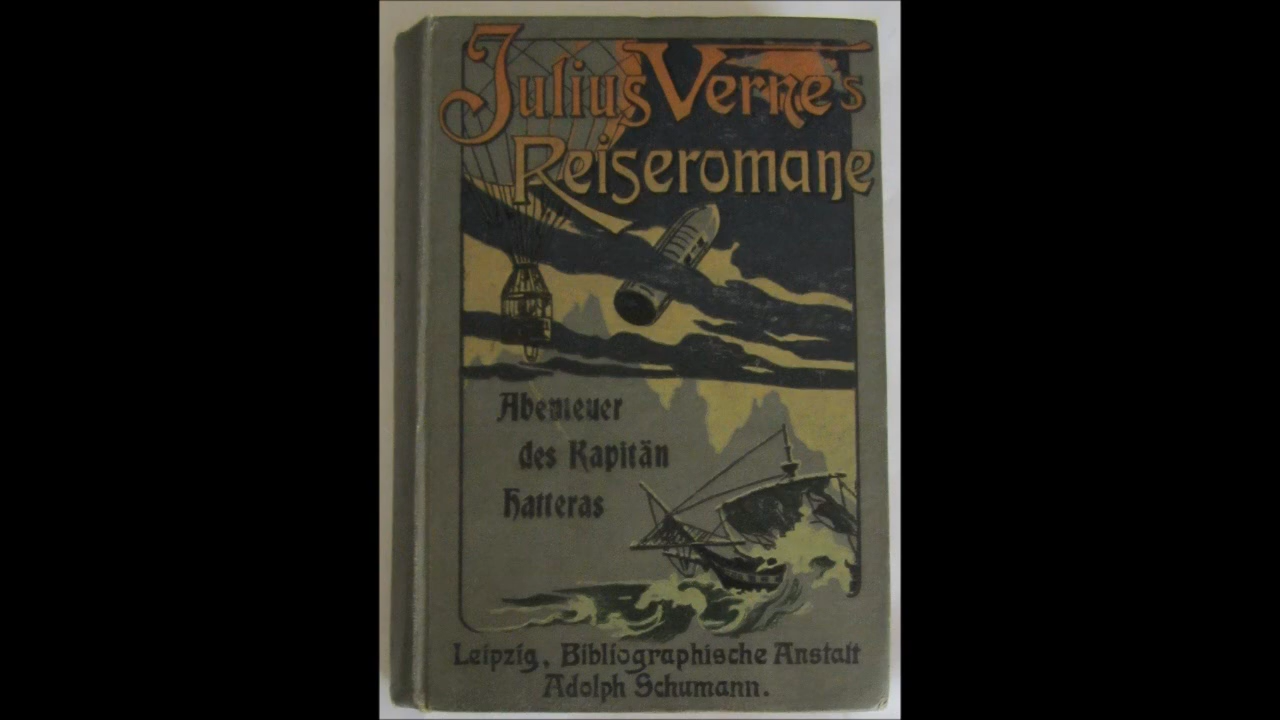 Julius Verne's
Reiseromane
Abenteuer
des Kapitän
Hatteras
Leipzig, Bibliographische Anstalt
Adolph Schumann.